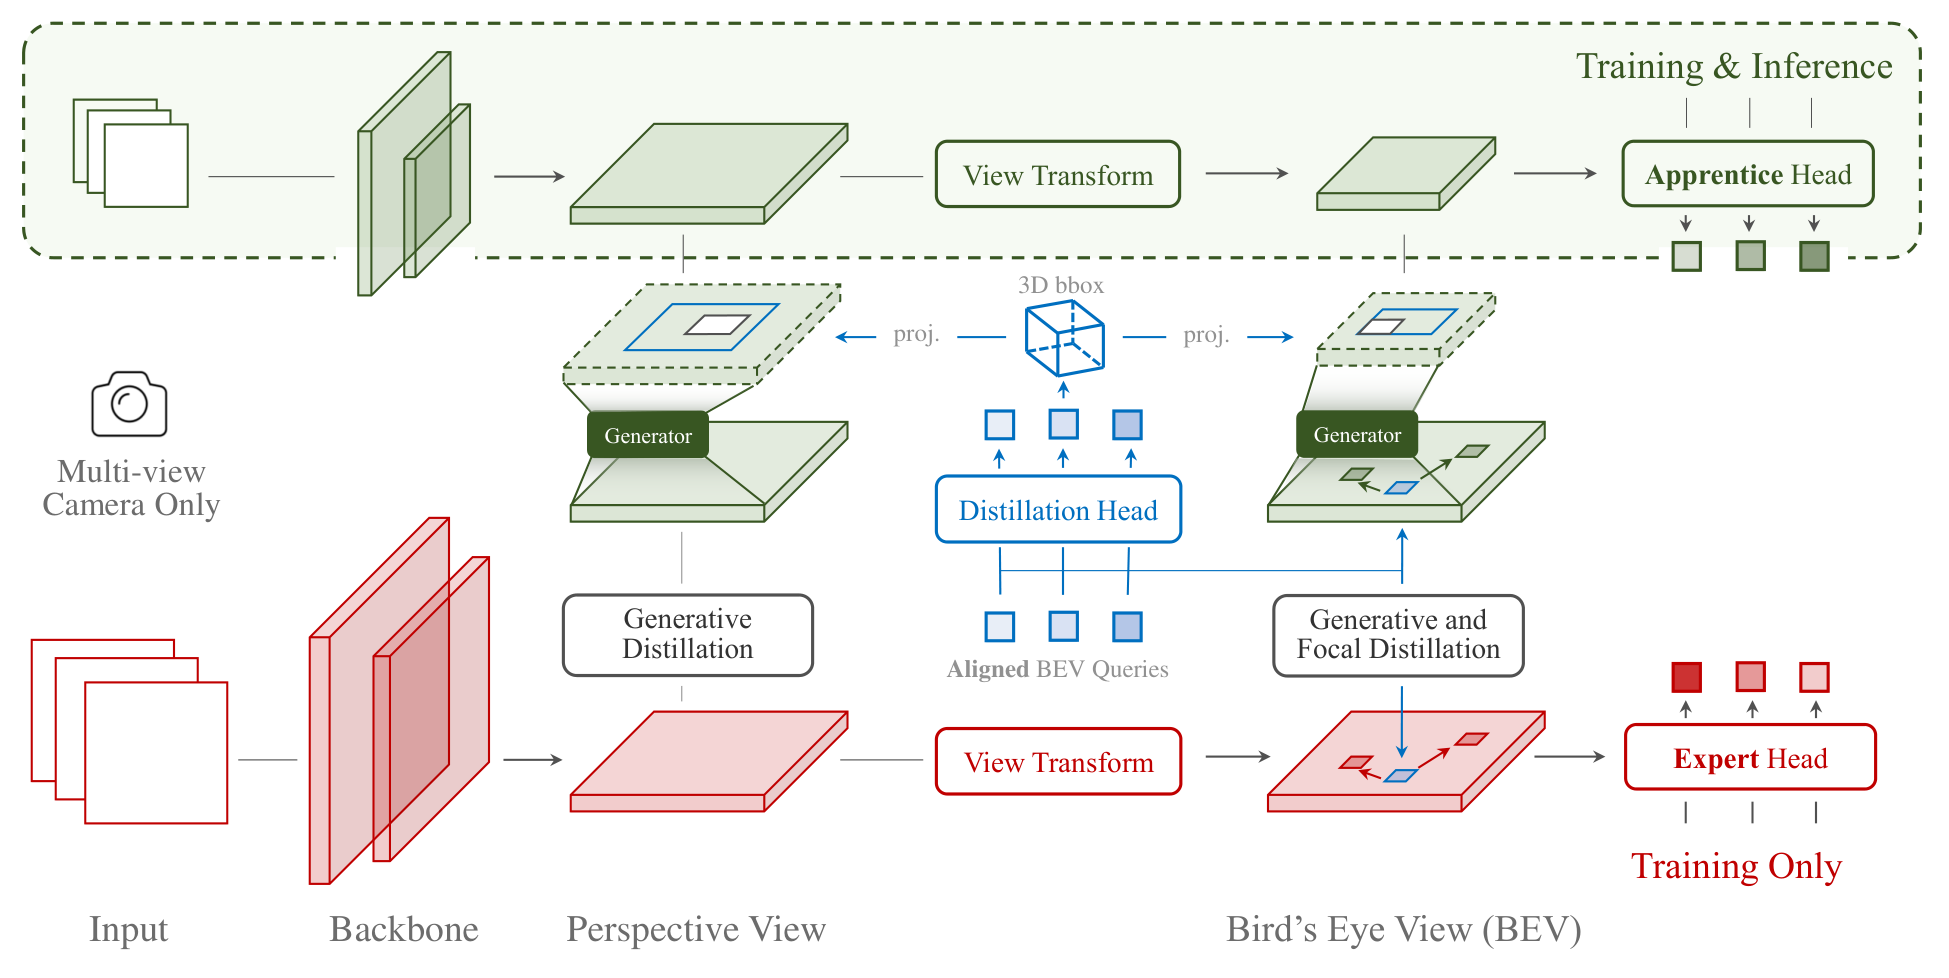 Training & Inference
View Transform
Apprentice Head
3D bbox
proj.
proj.
Multi-view
Camera Only
Generator
Generator
Distillation Head
Generative
Distillation
Generative and
Focal Distillation
Aligned BEV Queries
View Transform
Expert Head
Training Only
Input
Backbone
Perspective View
Bird's Eye View (BEV)